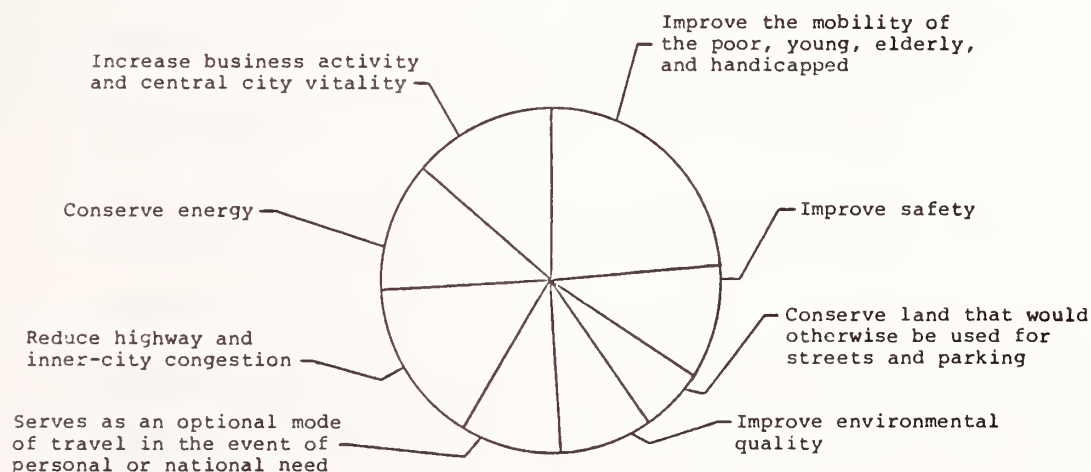 Improve the mobility of
the poor, young, elderly,
and handicapped
Increase business activity
and central city vitality
Conserve energy
Improve safety
Conserve land that would
otherwise be used for
streets and parking
Reduce highway and
inner-city congestion
Improve environmental
quality
Serves as an optional mode
of travel in the event of
personal or national need